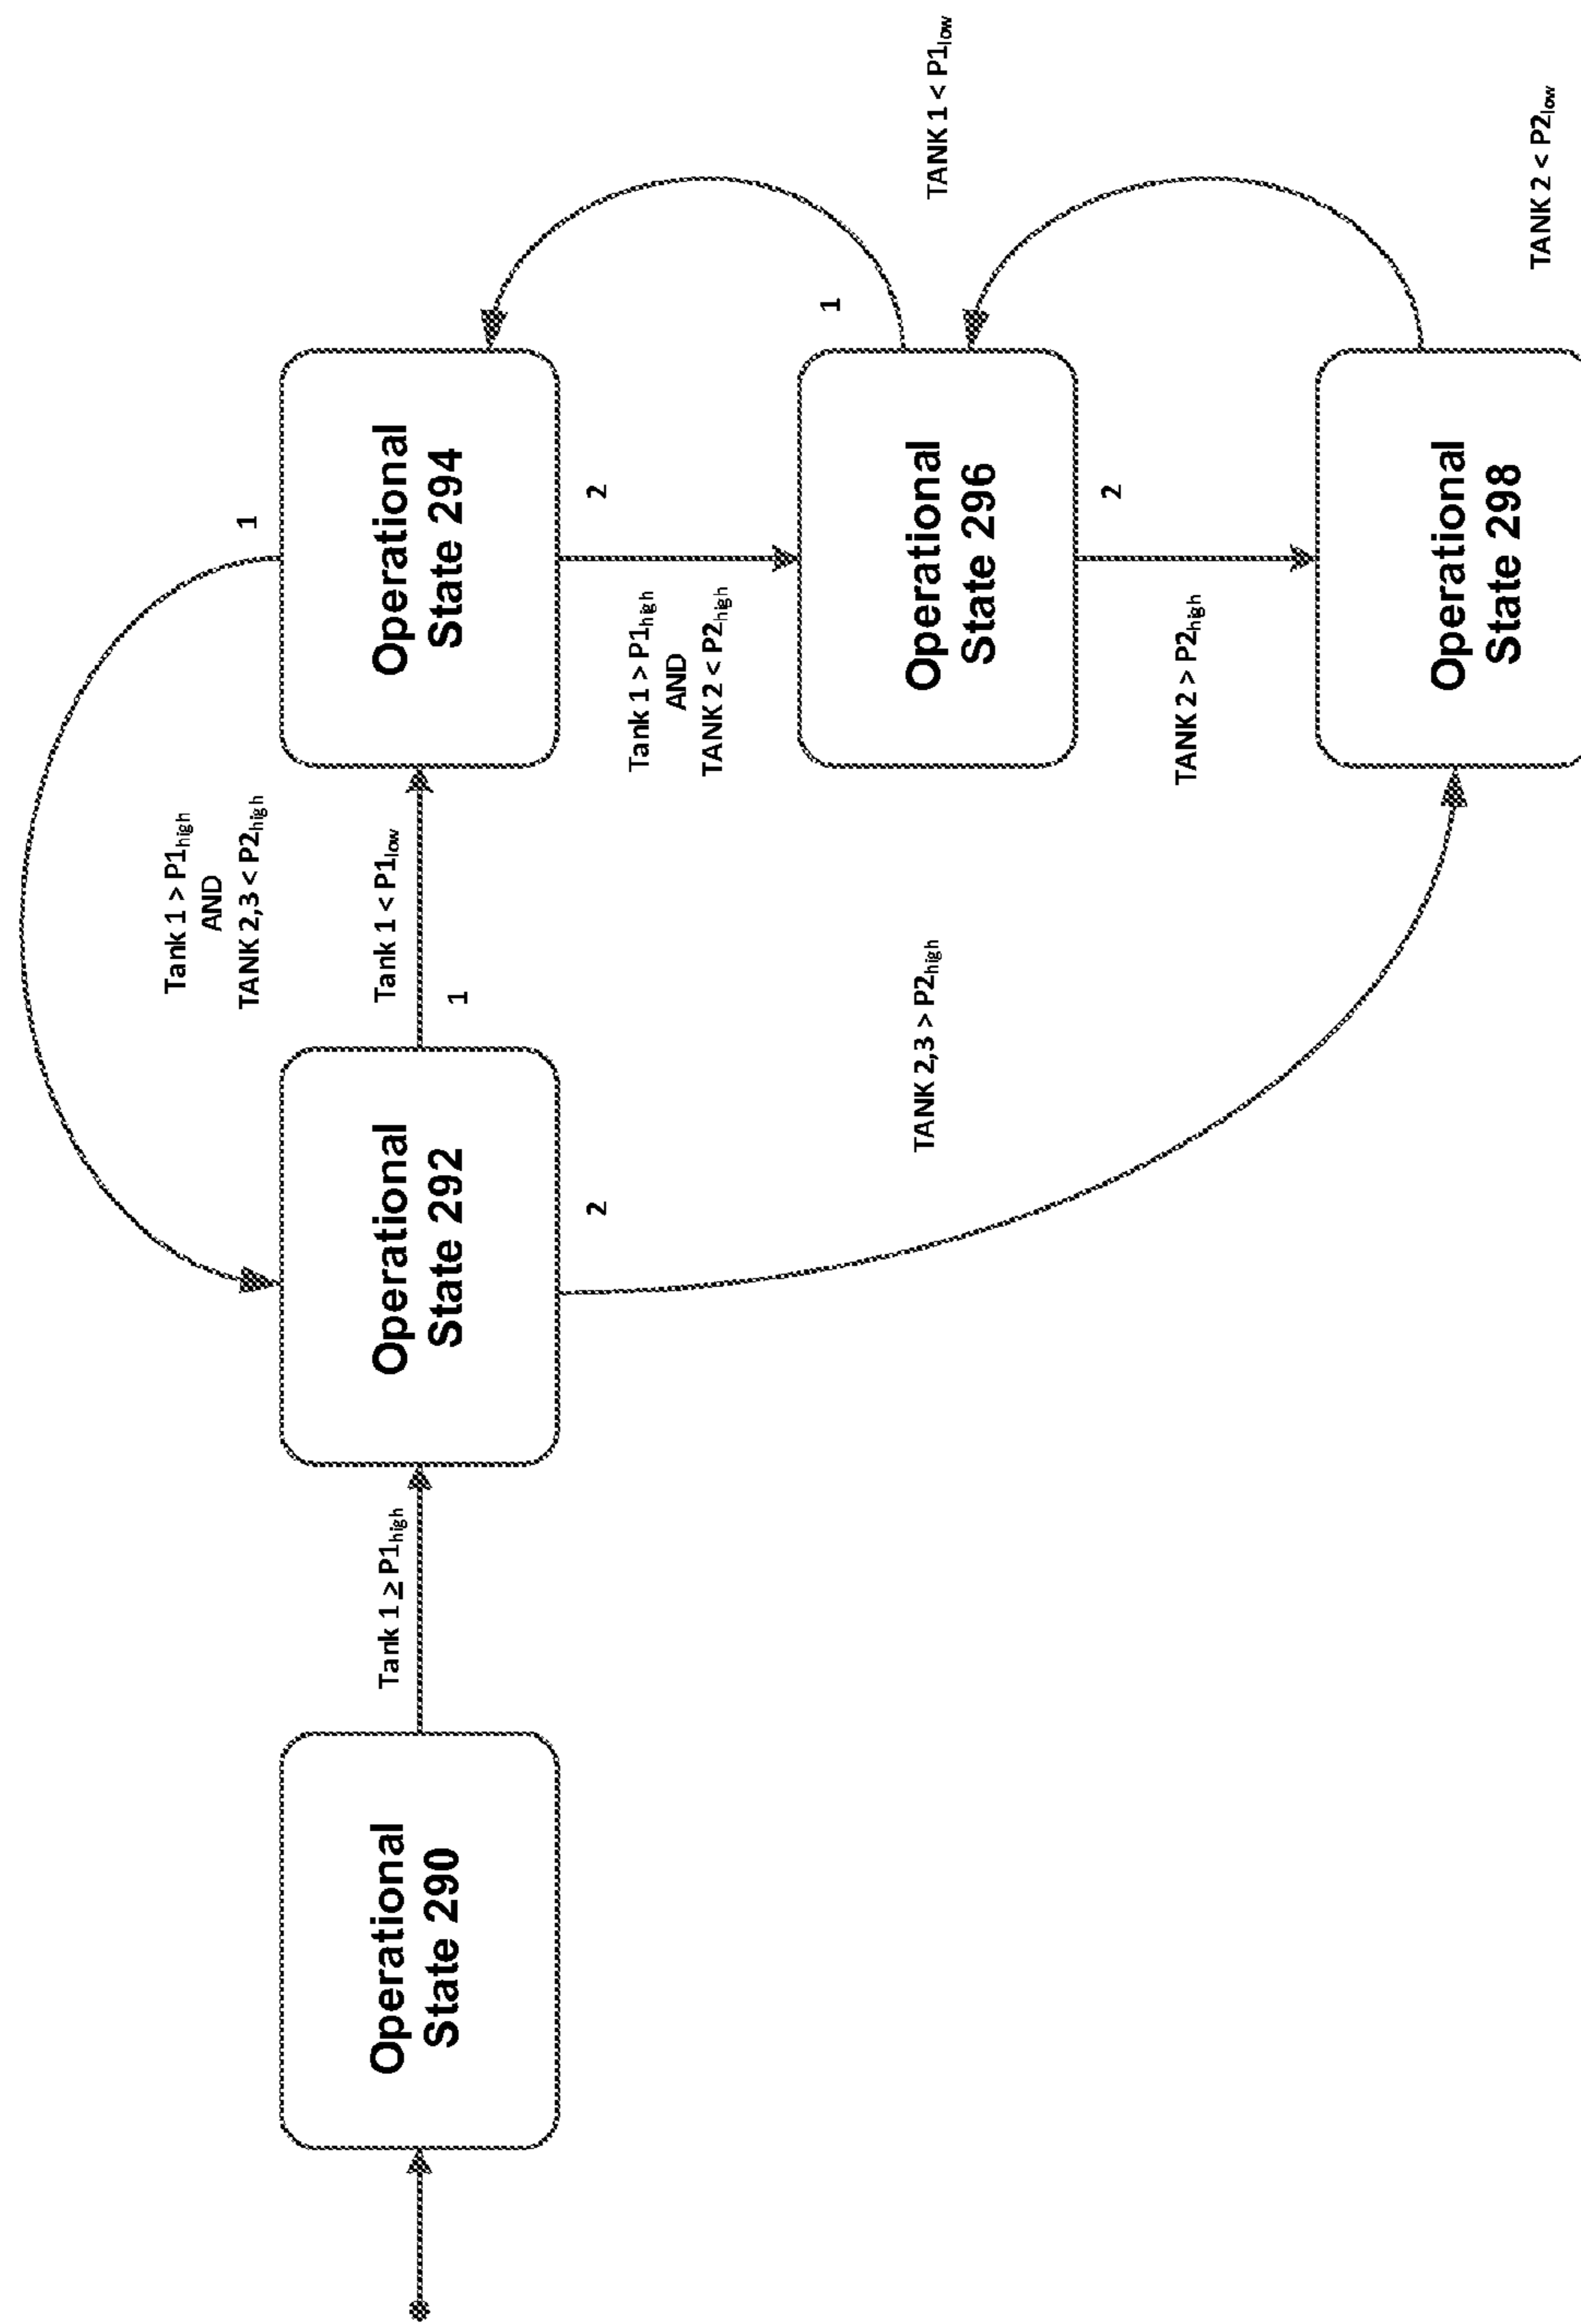 Operational
State 290
Tank 1 ≥ P1high
Operational
State 292
1
2
Tank 1 < P1low
Tank 1 > P1high
AND
TANK 2,3 < P2high
TANK 2,3 > P2high
Operational
State 294
1
2
Tank 1 > P1high
AND
TANK 2 < P2high
TANK 1 < P1low
Operational
State 296
1
2
TANK 2 > P2high
TANK 2 < P2low
Operational
State 298